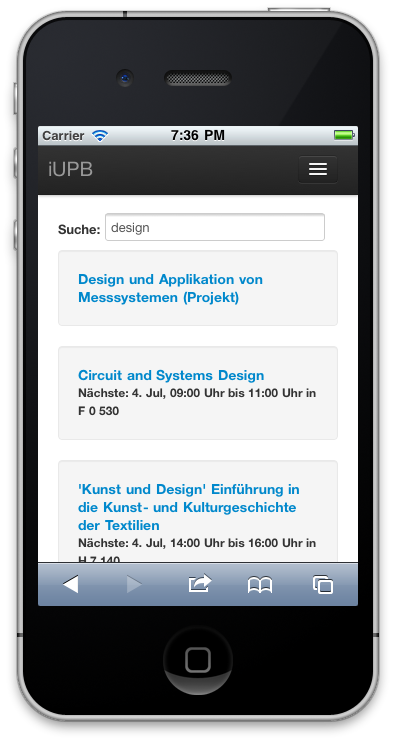 Carrier 7:36 PM
iUPB
Suche: design
Design und Applikation von
Messsystemen (Projekt)
Circuit and Systems Design
Nächste: 4. Jul, 09:00 Uhr bis 11:00 Uhr in
F 0 530
'Kunst und Design' Einführung in
die Kunst- und Kulturgeschichte
der Textilien
Nächste: 4. Jul, 14:00 Uhr bis 16:00 Uhr in
H 7 140